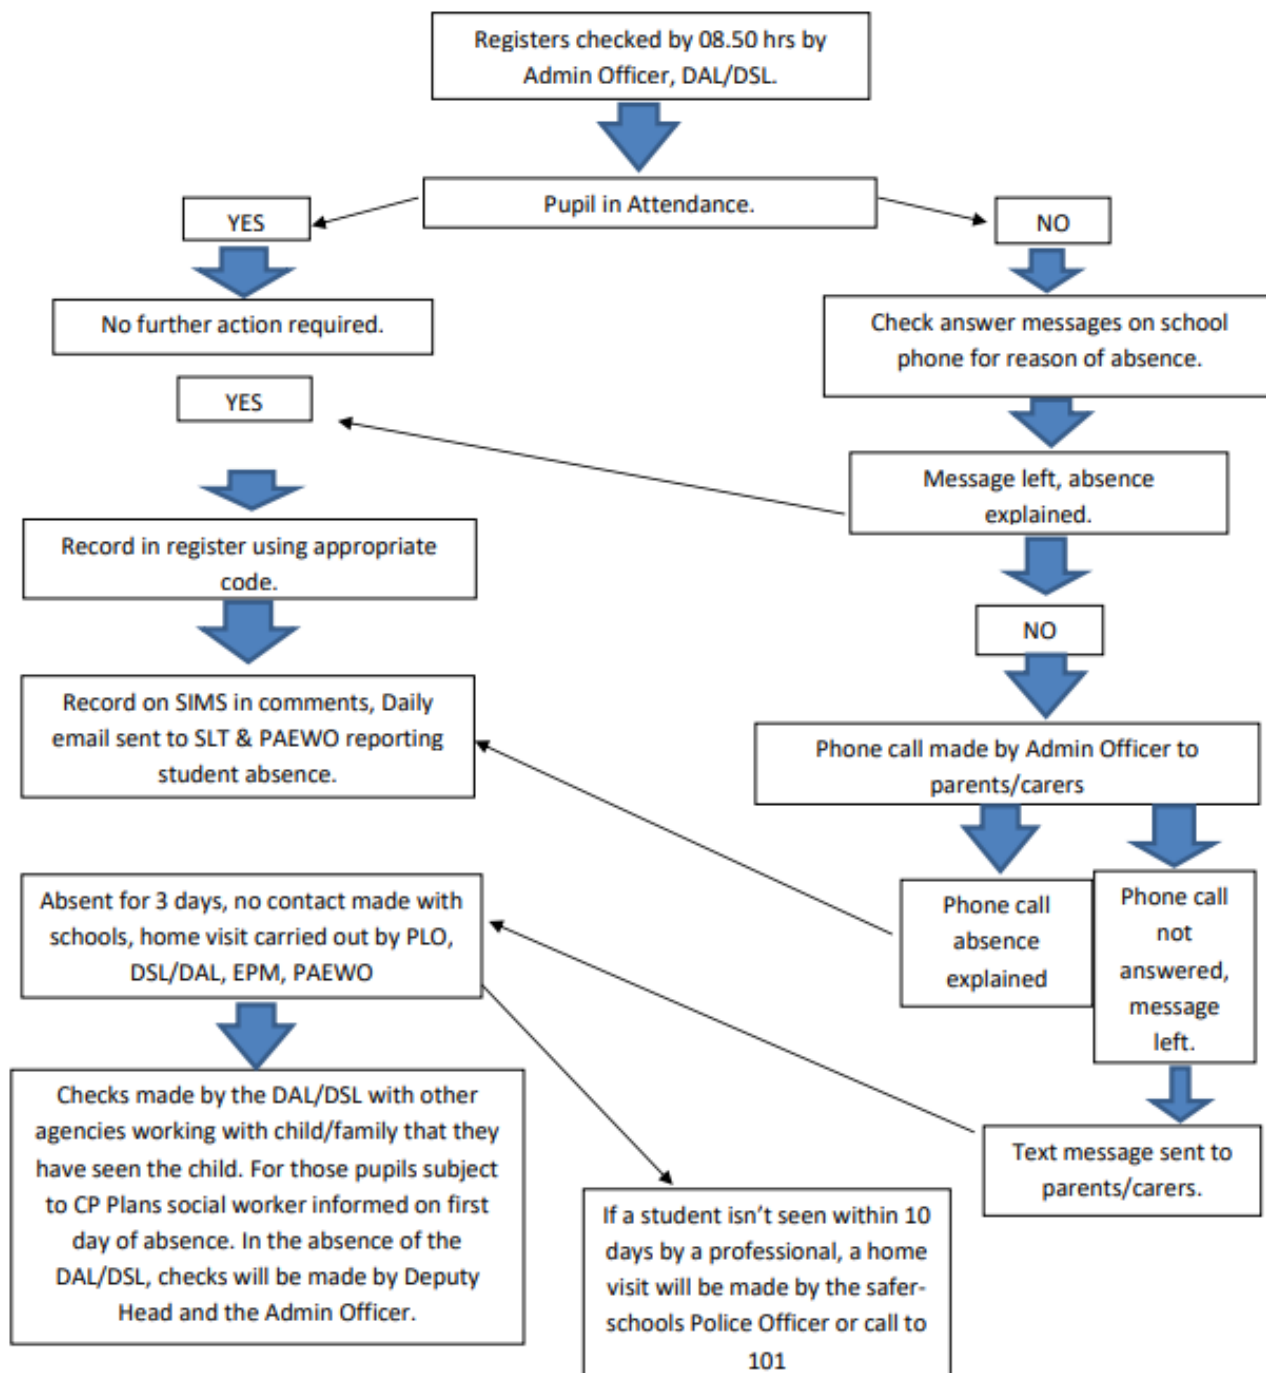 Registers checked by 08.50 hrs by
Admin Officer, DAL/DSL.
Pupil in Attendance.
YES
NO
No further action required.
Check answer messages on school
phone for reason of absence.
YES
Message left, absence
explained.
Record in register using appropriate
code.
NO
Record on SIMS in comments, Daily
email sent to SLT & PAEWO reporting
student absence.
Phone call made by Admin Officer to
parents/carers
Absent for 3 days, no contact made with
schools, home visit carried out by PLO,
DSL/DAL, EPM, PAEWO
Phone call
absence
explained
Phone call
not
answered,
message
left.
Checks made by the DAL/DSL with other
agencies working with child/family that they
have seen the child. For those pupils subject
to CP Plans social worker informed on first
day of absence. In the absence of the
DAL/DSL, checks will be made by Deputy
Head and the Admin Officer.
Text message sent to
parents/carers.
If a student isn’t seen within 10
days by a professional, a home
visit will be made by the safer-
schools Police Officer or call to
101